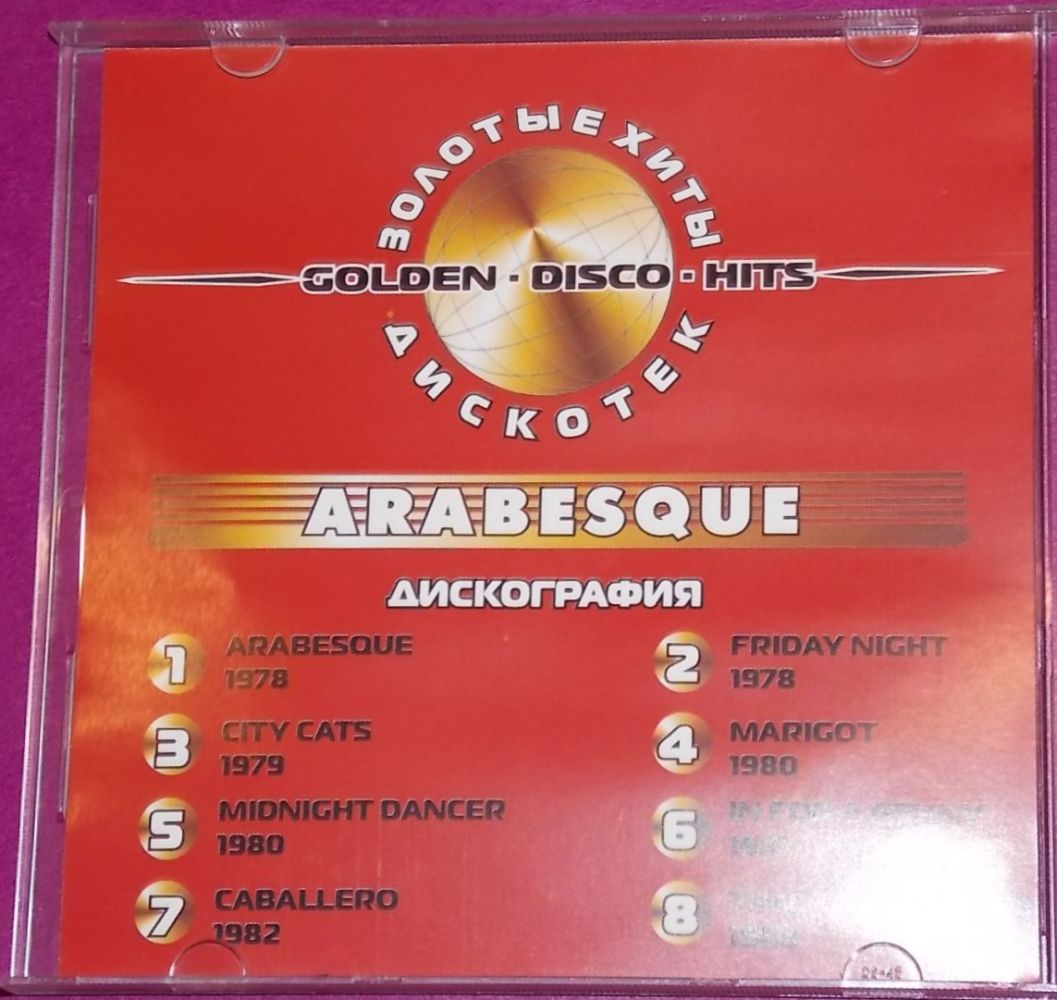 ЗОЛОТЫЕ ХИТЫ
GOLDEN · DISCO · HITS
ДИСКОТЕК
ARABESQUE
ДИСКОГРАФИЯ
1 ARABESQUE
1978
2 FRIDAY NIGHT
1978
3 CITY CATS
1979
4 MARIGOT
1980
5 MIDNIGHT DANCER
1980
6 IN
7 CABALLERO
1982
8